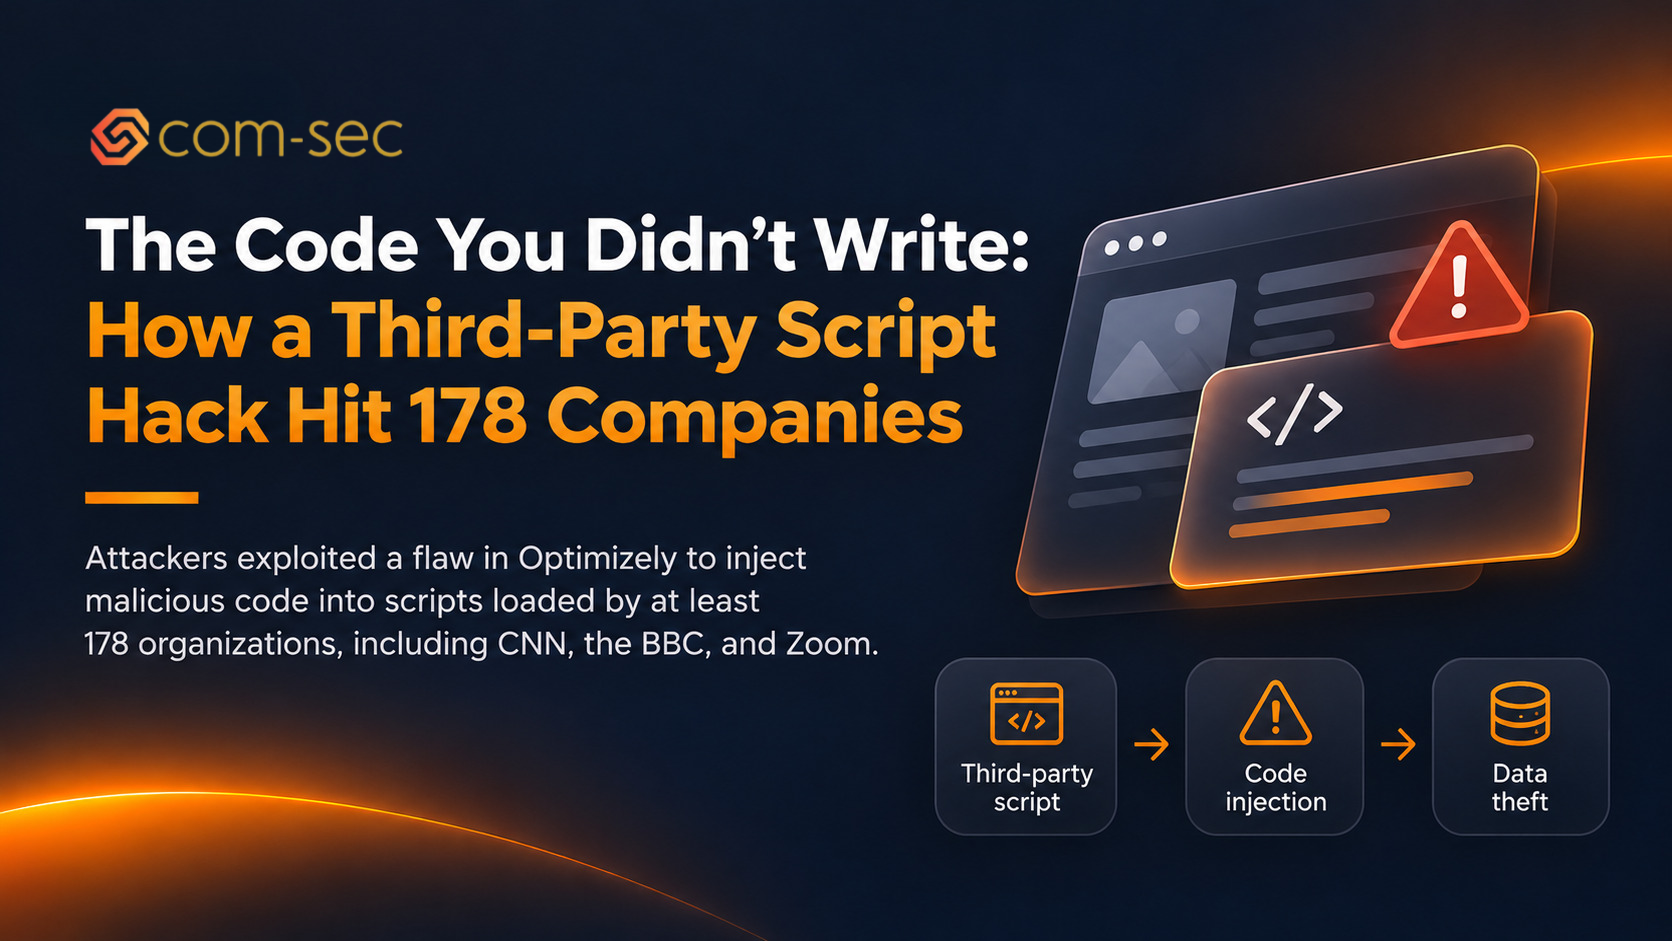 com-sec
The Code You Didn’t Write:
How a Third-Party Script
Hack Hit 178 Companies
Attackers exploited a flaw in Optimizely to inject
malicious code into scripts loaded by at least
178 organizations, including CNN, the BBC, and Zoom.
</>
</>
Third-party
script
Code
injection
Data
theft